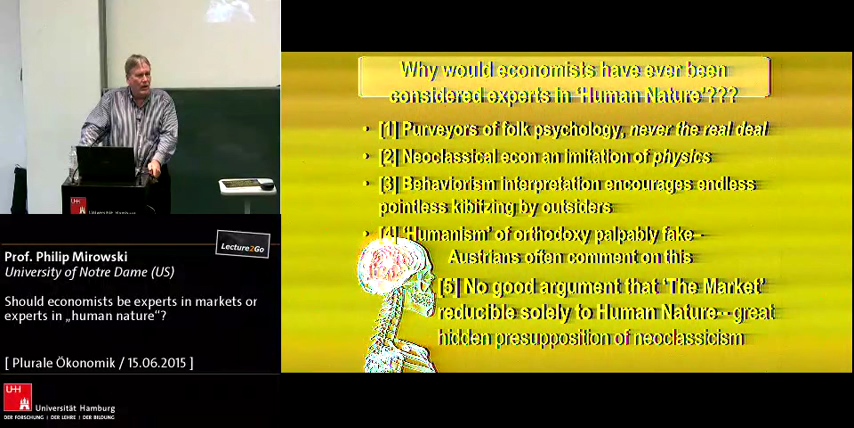 Why would economists have ever been
considered experts in 'Human Nature'???
• [1] Purveyors of folk psychology, never the real deal
• [2] Neoclassical econ an imitation of physics
• [3] Behaviorism interpretation encourages endless
pointless kibitzing by outsiders
• [4] 'Humanism' of orthodoxy palpably fake--
Austrians often comment on this
[5] No good argument that 'The Market'
reducible solely to Human Nature--great
hidden presupposition of neoclassicism
UH
Universität Hamburg
Lecture2Go
Prof. Philip Mirowski
University of Notre Dame (US)
Should economists be experts in markets or
experts in „human nature“?
[ Plurale Ökonomik / 15.06.2015 ]
UH
Universität Hamburg
DER FORSCHUNG | DER LEHRE | DER BILDUNG